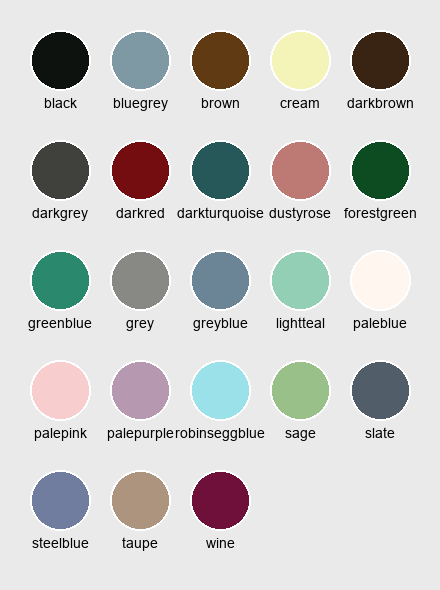 black bluegrey brown cream darkbrown
darkgrey darkred darkturquoise dustyrose forestgreen
greenblue grey greyblue lightteal paleblue
palepink palepurple robinseggblue sage slate
steelblue taupe wine